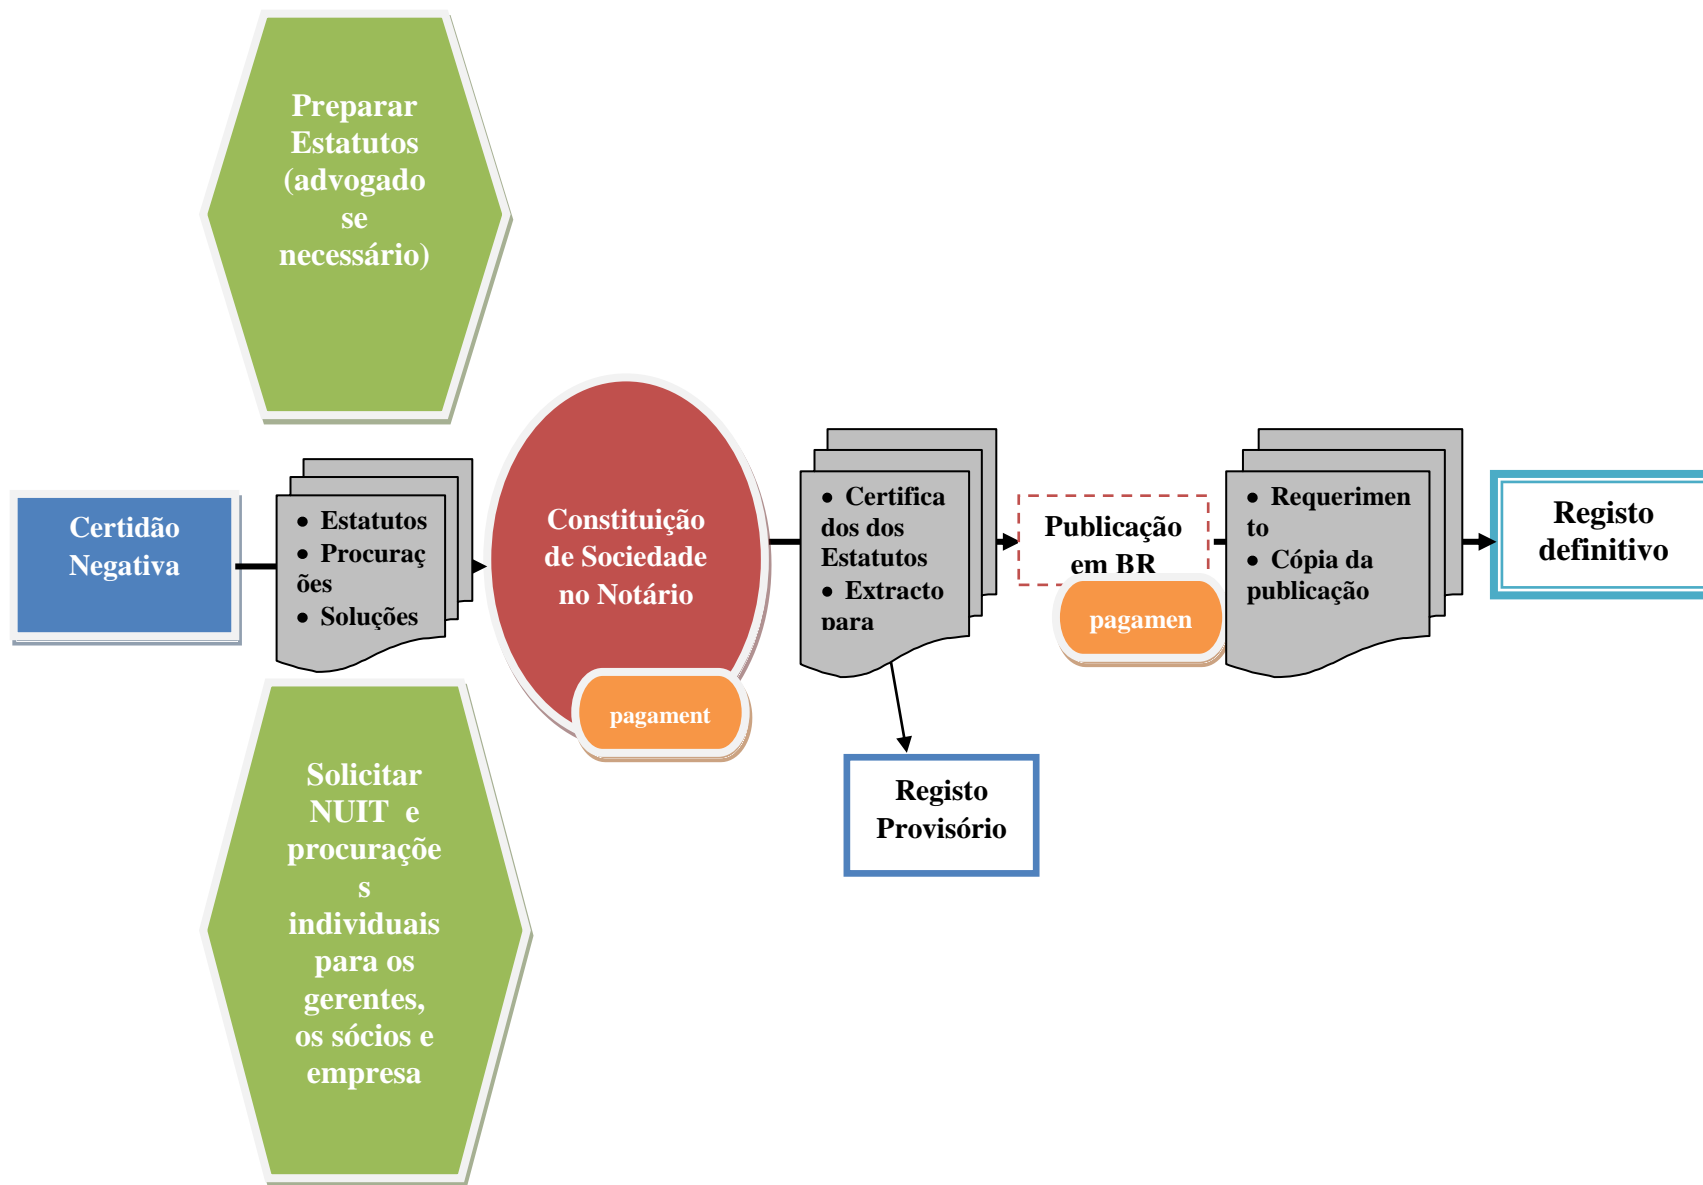 Preparar
Estatutos
(advogado
se
necessário)
Certidão
Negativa
• Estatutos
• Procuraç
ões
• Soluções
Constituição
de Sociedade
no Notário
pagament
• Certifica
dos dos
Estatutos
• Extracto
para
Publicação
em BR
pagamen
• Requerimen
to
• Cópia da
publicação
Registo
definitivo
Registo
Provisório
Solicitar
NUIT e
procuraçõe
s
individuais
para os
gerentes,
os sócios e
empresa